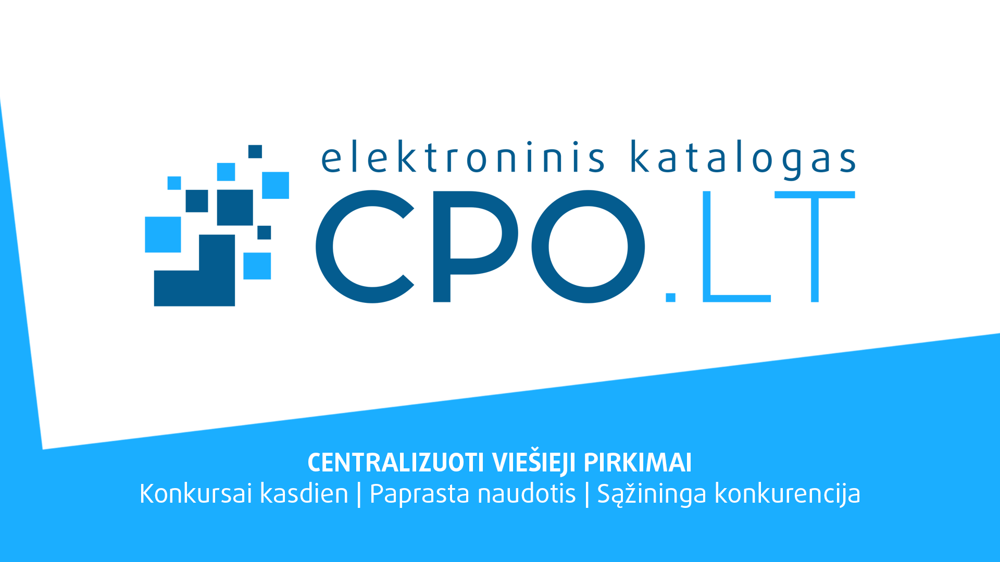 elektroninis katalogas
CPO.LT
CENTRALIZUOTI VIEŠIEJI PIRKIMAI
Konkursai kasdien | Paprasta naudotis | Sąžininga konkurencija